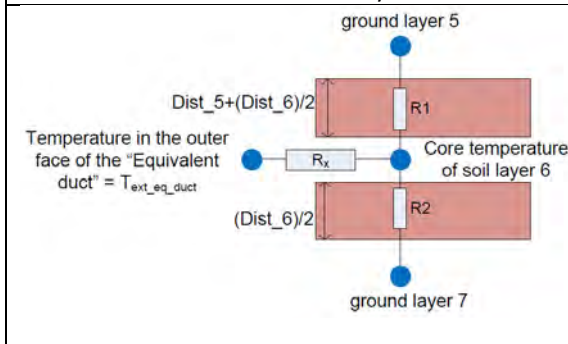 ground layer 5
Dist_5+(Dist_6)/2
R1
Temperature in the outer
face of the "Equivalent
duct" = Text_eq_duct
Rx
Core temperature
of soil layer 6
(Dist_6)/2
R2
ground layer 7